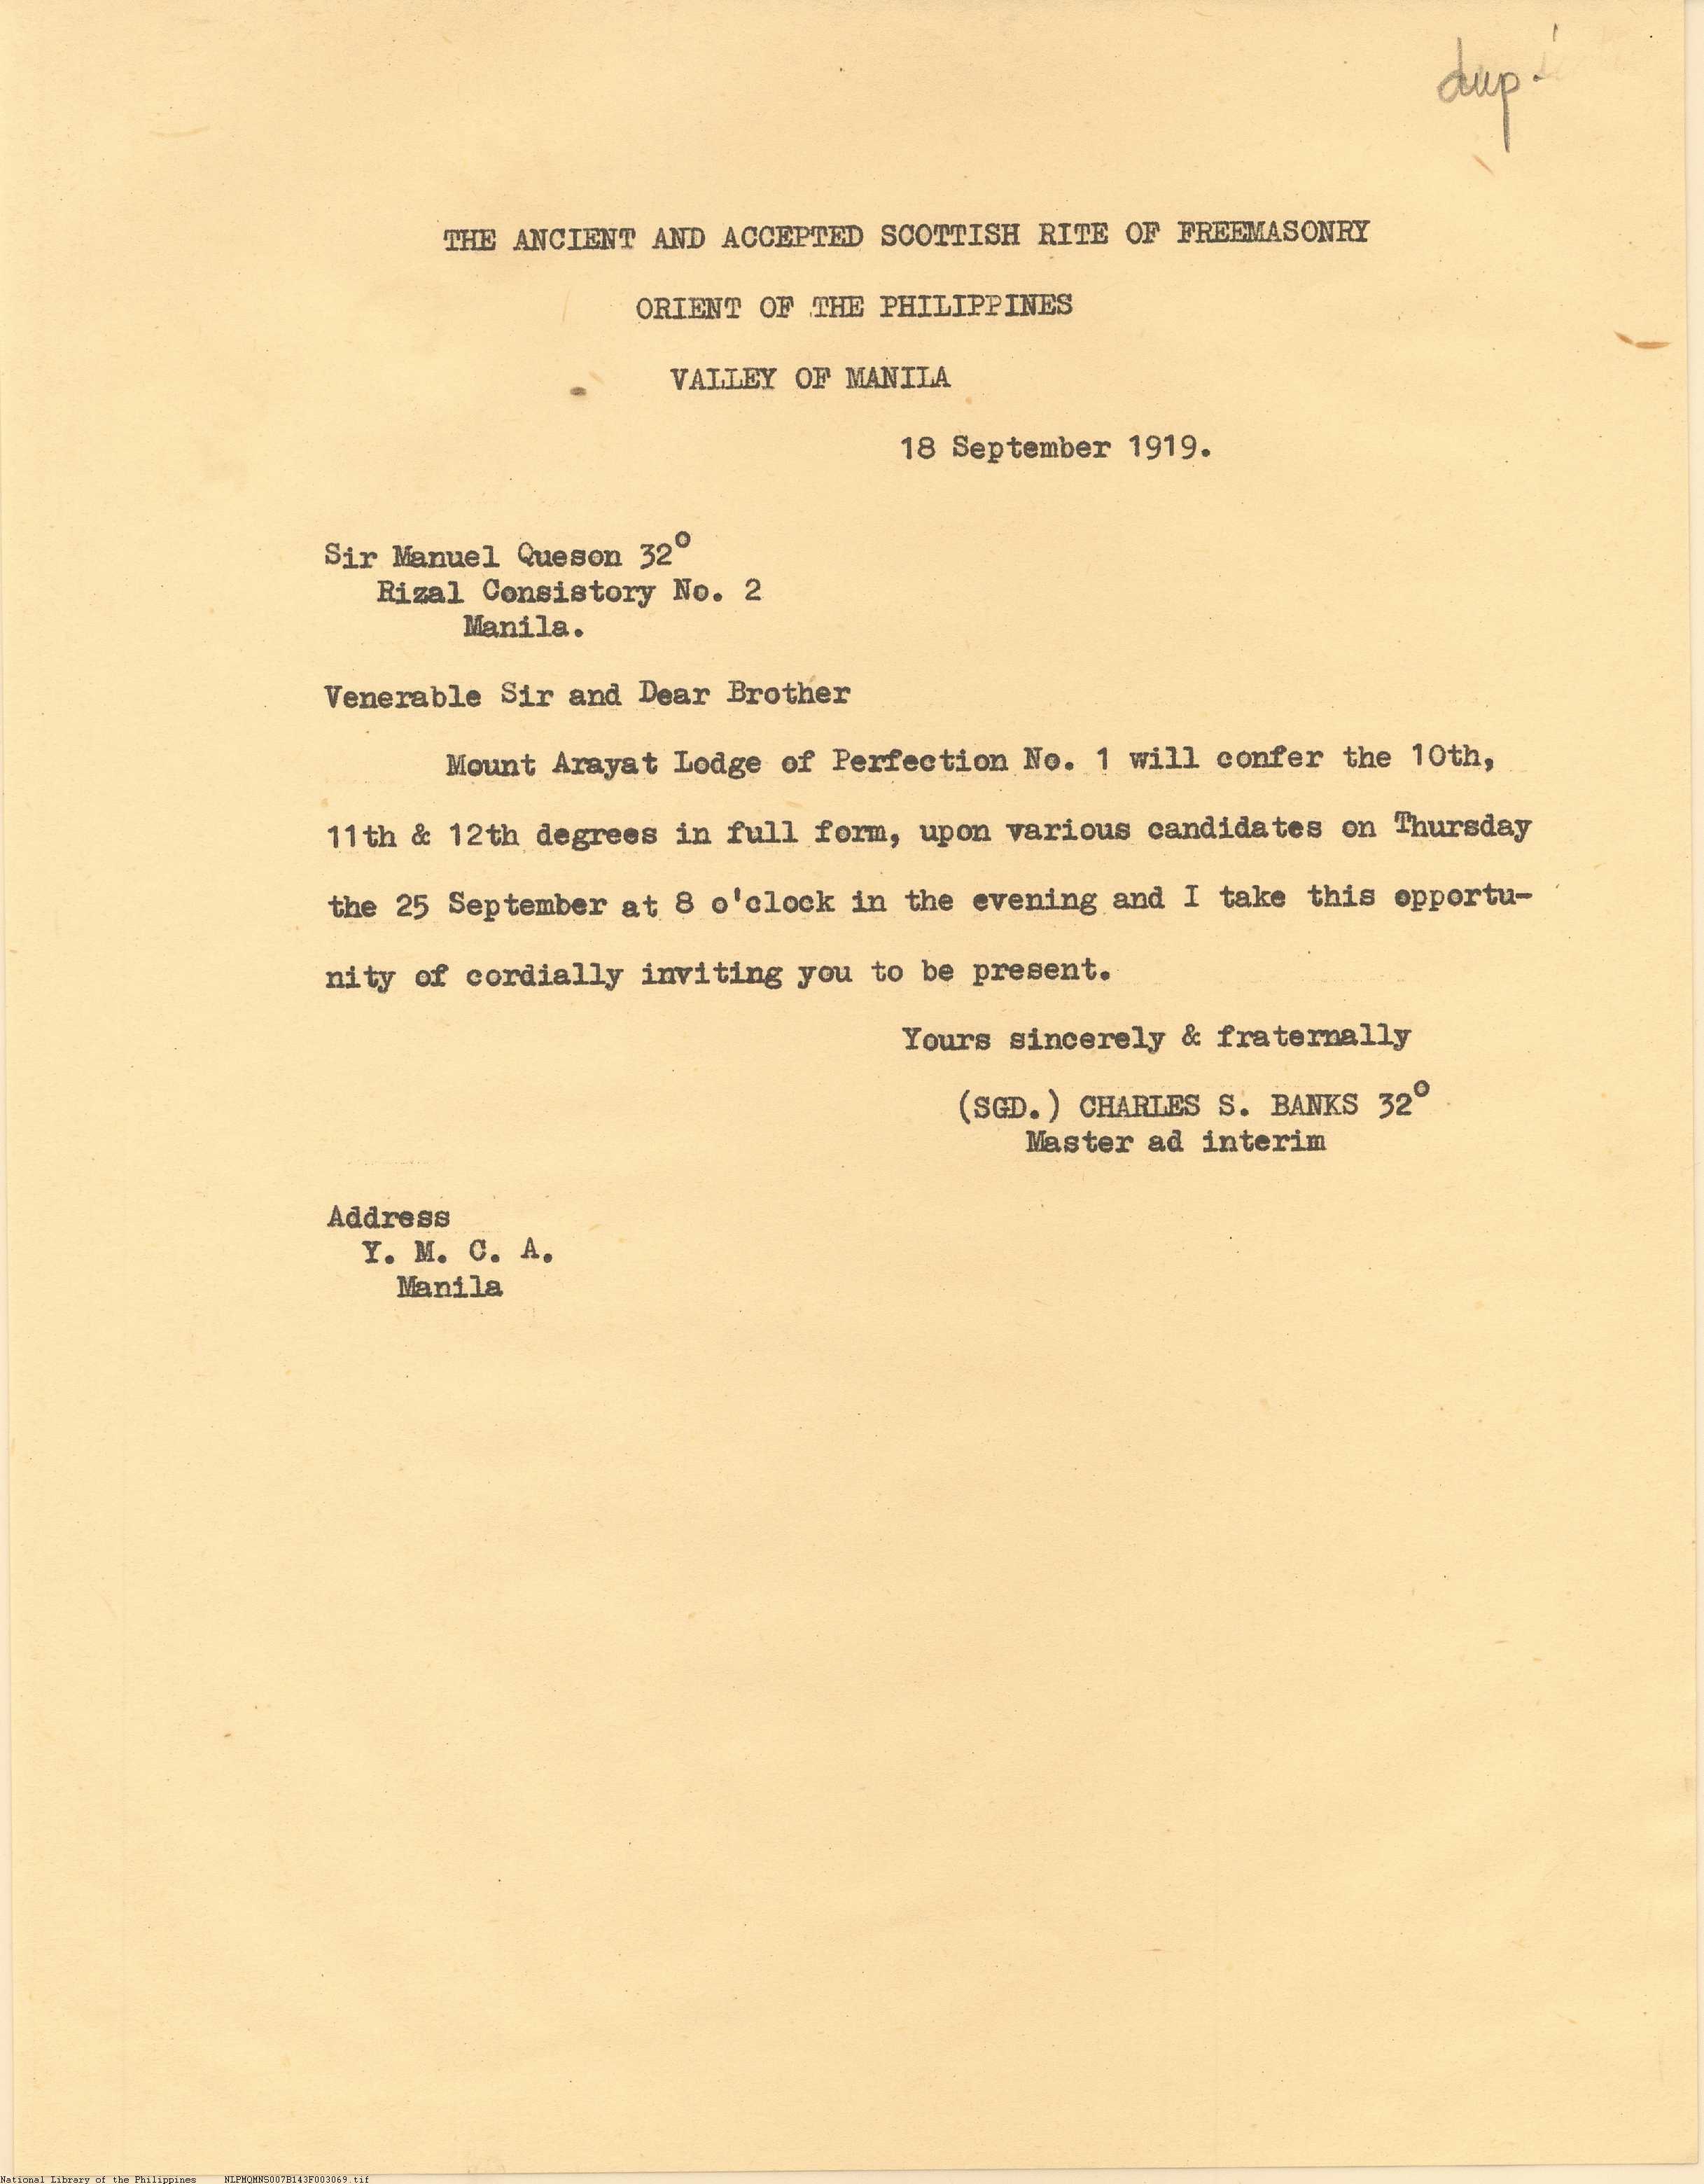 dup.
THE ANCIENT AND ACCEPTED SCOTTISH RITE OF FREEMASONRY
ORIENT OF THE PHILIPPINES
VALLEY OF MANILA
18 September 1919.
Sir Manuel Queson 32°
Rizal Consistory No. 2
Manila.
Venerable Sir and Dear Brother
Mount Arayat Lodge of Perfection No. 1 will confer the 10th,
11th & 12th degrees in full form, upon various candidates on Thursday
the 25 September at 8 o'clock in the evening and I take this opportu-
nity of cordially inviting you to be present.
Yours sincerely & fraternally
(SGD.) CHARLES S. BANKS 32°
Master ad interim
Address
Y. M. C. A.
Manila
National Library of the Philippines NLPMQMNS007B143F003069.tif